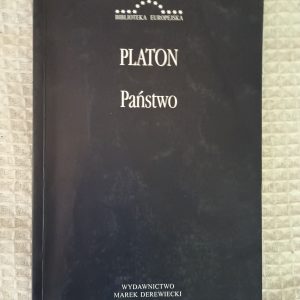 BIBLIOTEKA EUROPEJSKA
PLATON
Państwo
WYDAWNICTWO
MAREK DEREWIECKI